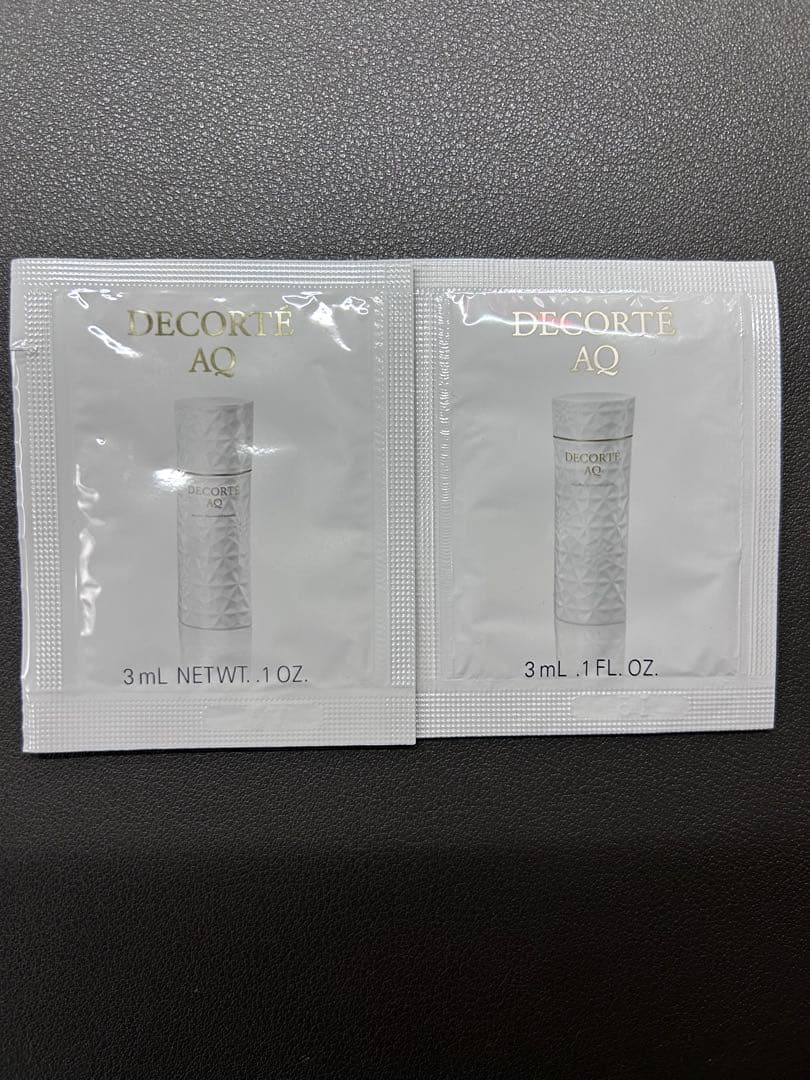 DECORTÉ
AQ
DECORTÉ
AQ
3 mL NETWT. .1 OZ.
DECORTÉ
AQ
DECORTÉ
AQ
3 mL .1 FL. OZ.